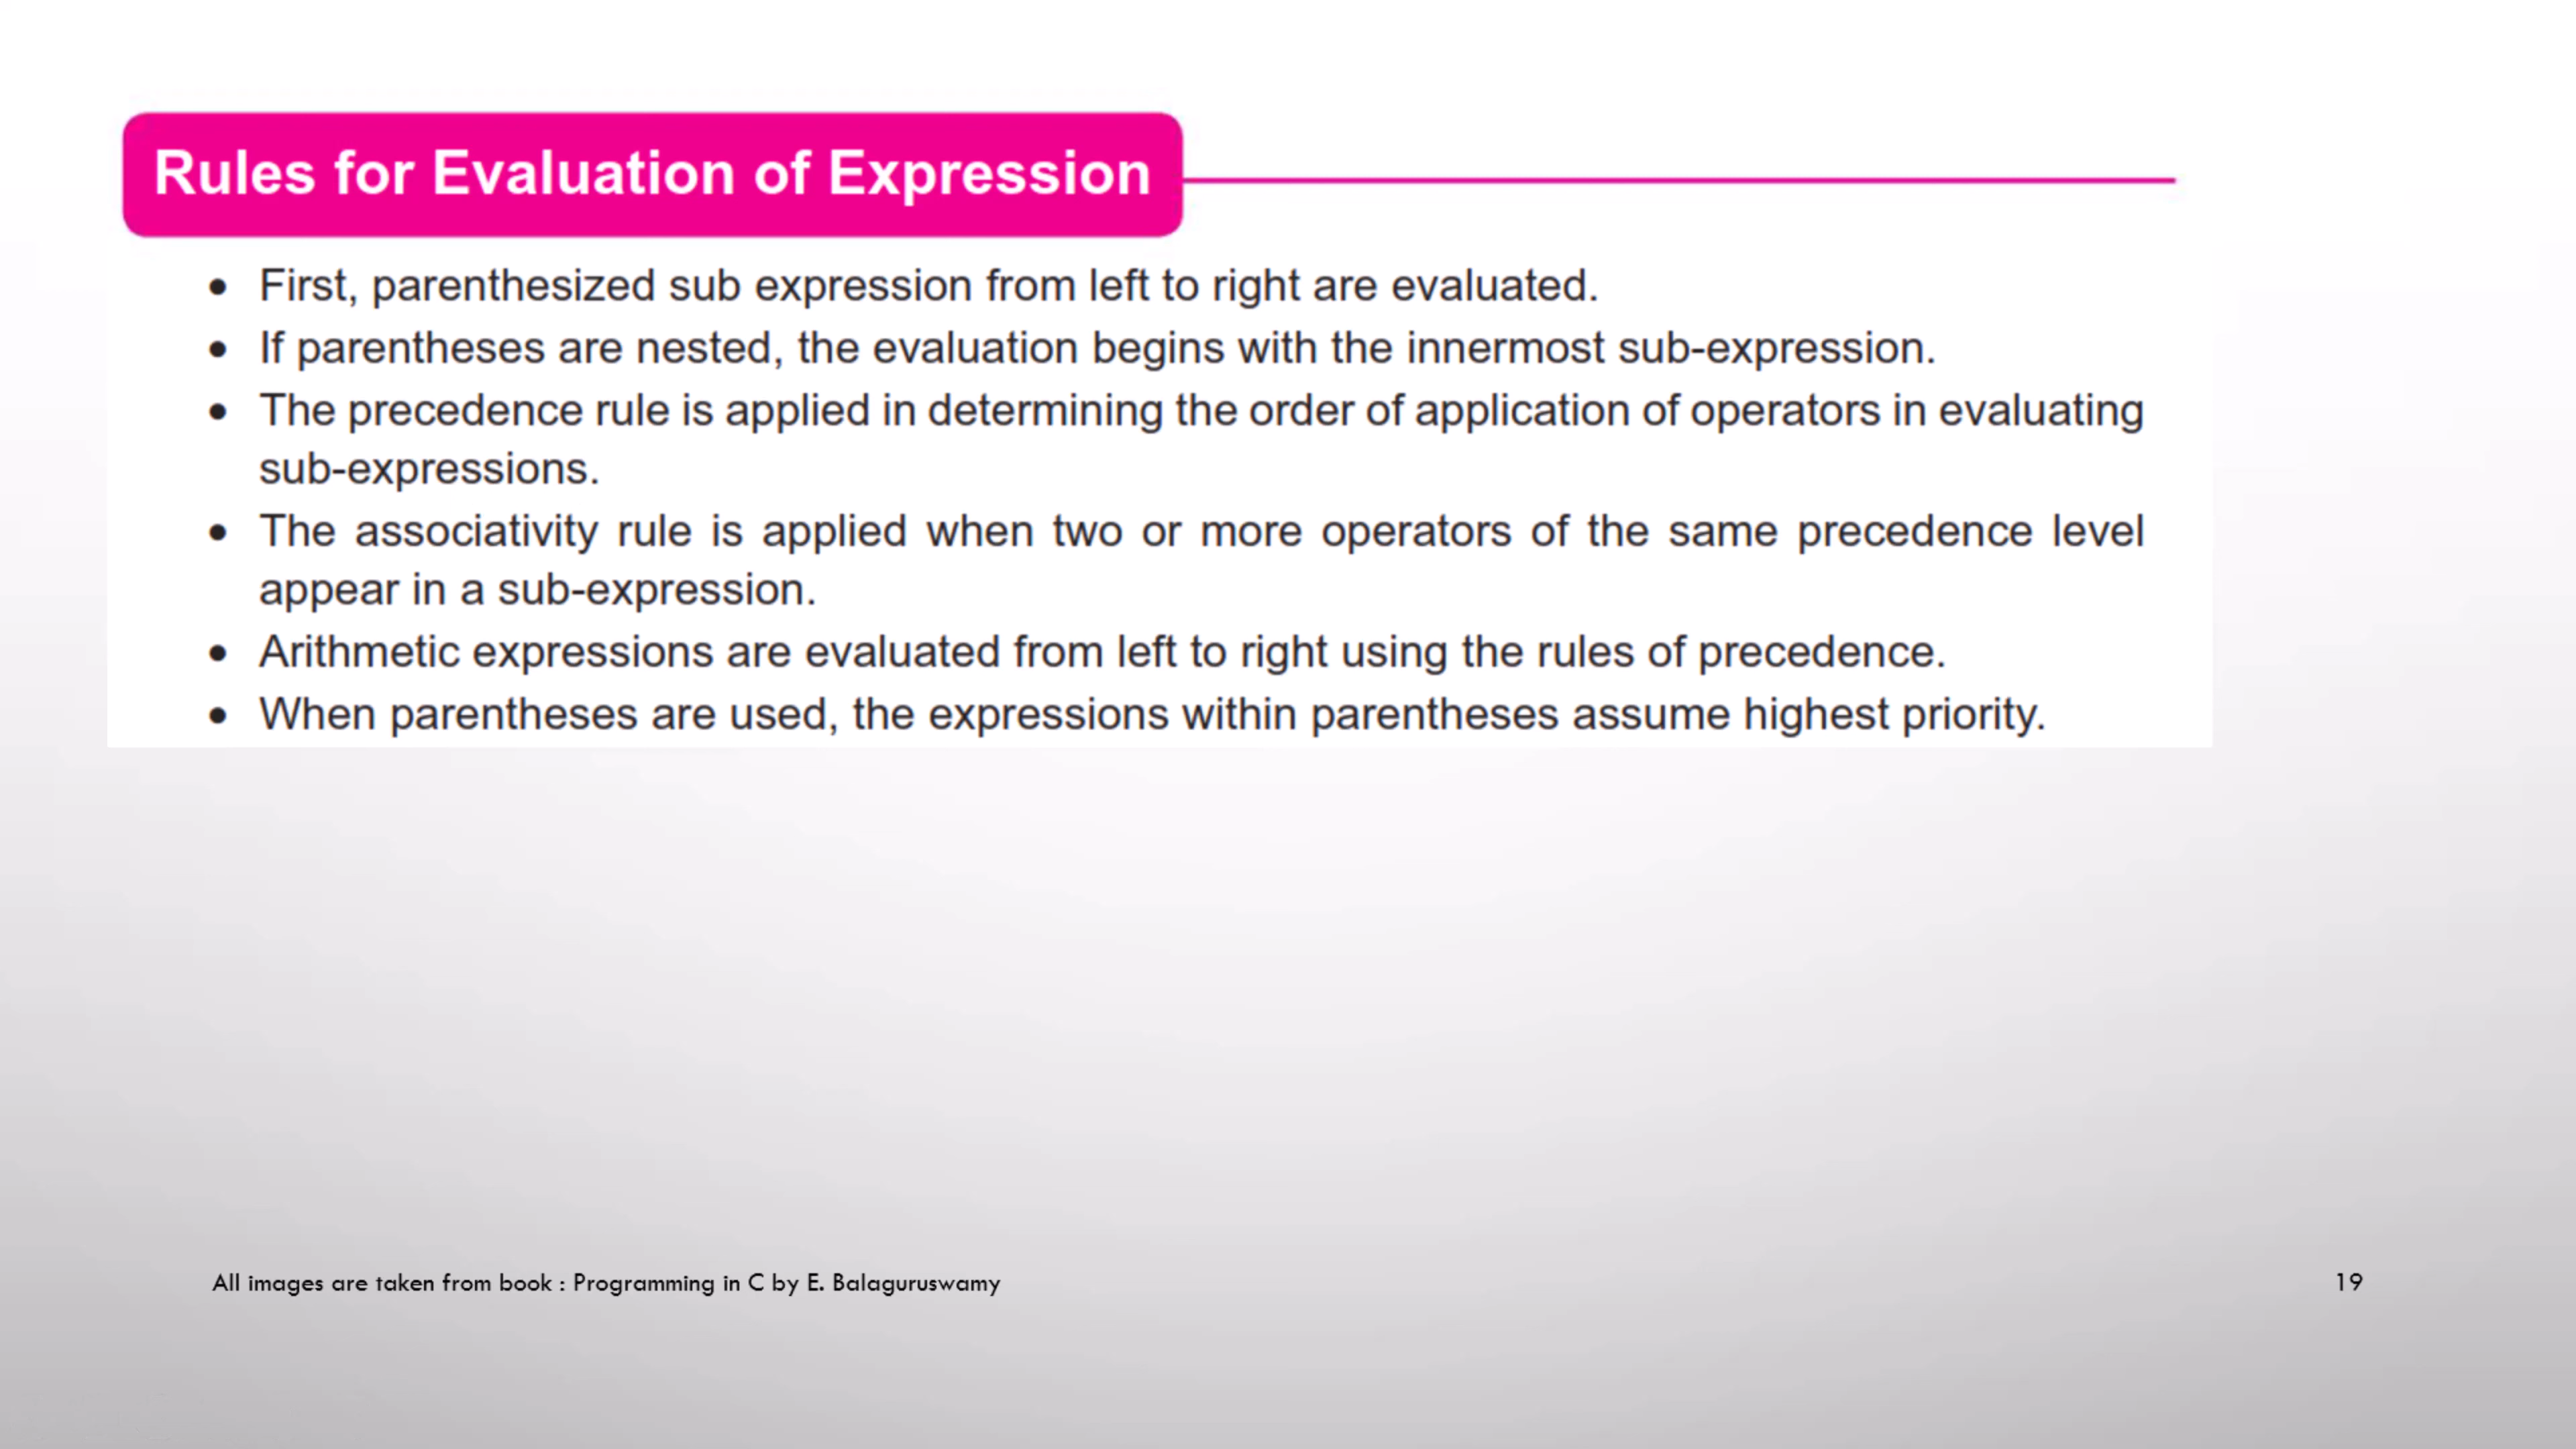 Rules for Evaluation of Expression
• First, parenthesized sub expression from left to right are evaluated.
• If parentheses are nested, the evaluation begins with the innermost sub-expression.
• The precedence rule is applied in determining the order of application of operators in evaluating
sub-expressions.
• The associativity rule is applied when two or more operators of the same precedence level
appear in a sub-expression.
• Arithmetic expressions are evaluated from left to right using the rules of precedence.
• When parentheses are used, the expressions within parentheses assume highest priority.
All images are taken from book : Programming in C by E. Balaguruswamy
19